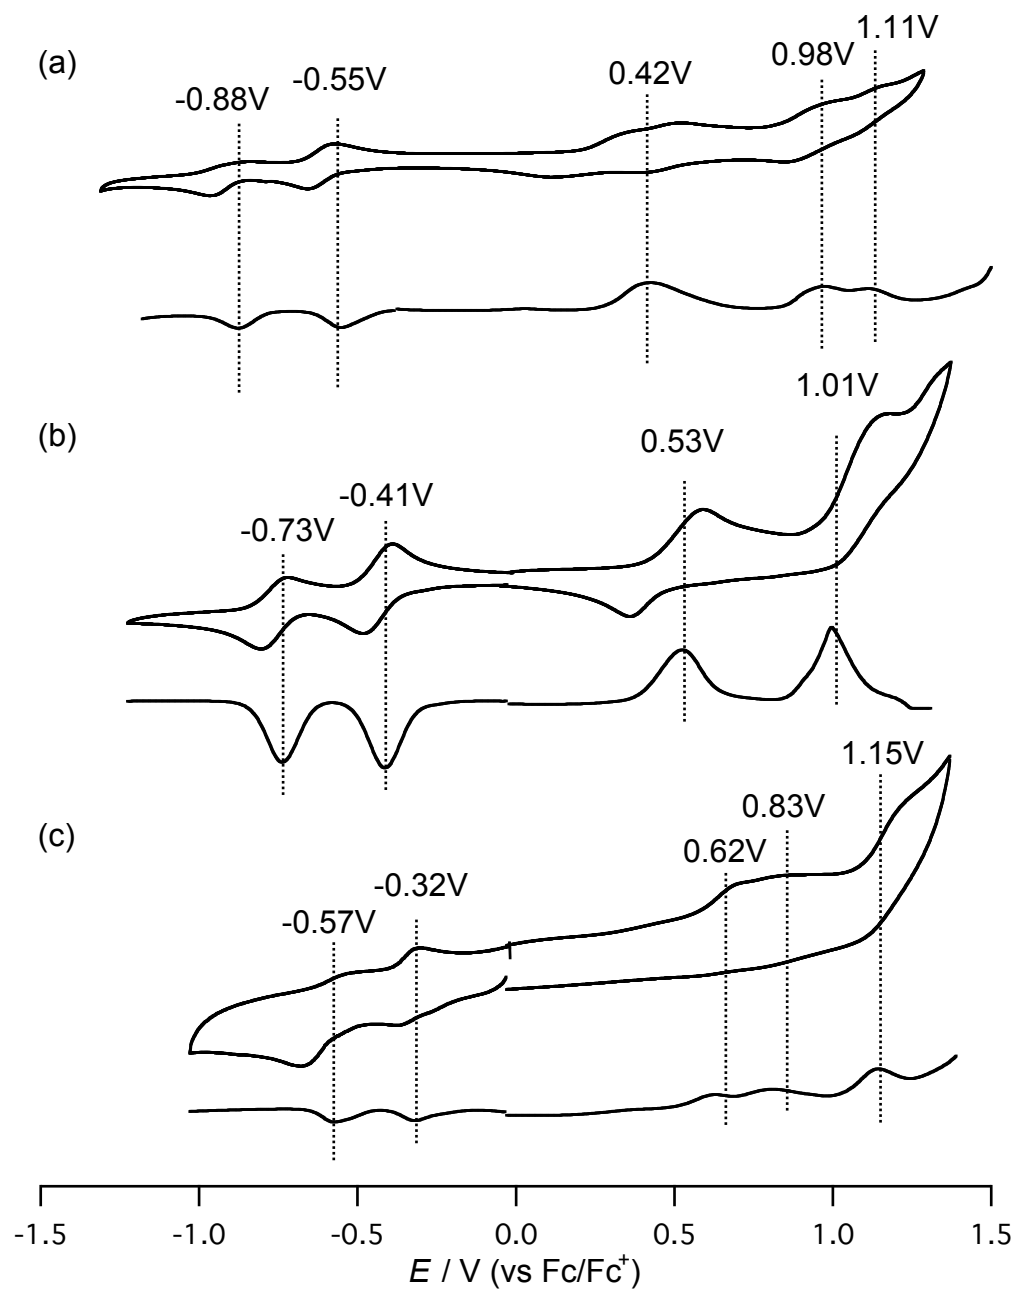 (a)
-0.88V
-0.55V
0.42V
0.98V
1.11V
(b)
-0.73V
-0.41V
0.53V
1.01V
(c)
-0.57V
-0.32V
0.62V
0.83V
1.15V
-1.5 -1.0 -0.5 0.0 0.5 1.0 1.5
E / V (vs Fc/Fc⁺)